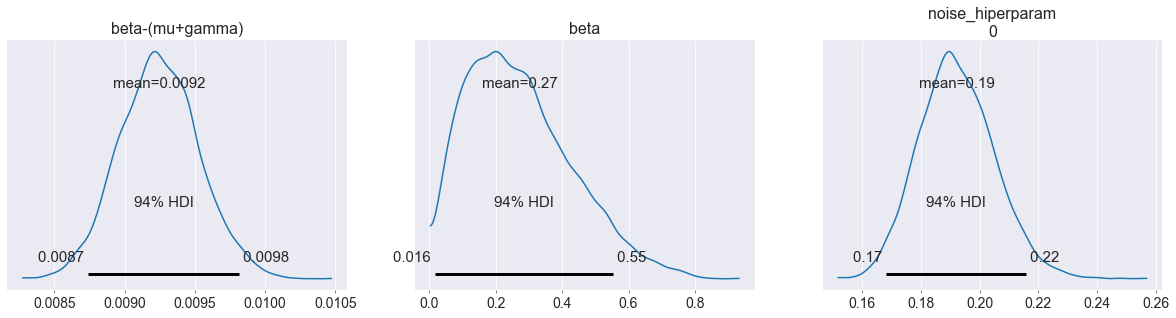 beta-(mu+gamma)
mean=0.0092
94% HDI
0.0087 0.0098
0.0085 0.0090 0.0095 0.0100 0.0105
beta
mean=0.27
94% HDI
0.016 0.55
0.0 0.2 0.4 0.6 0.8
noise_hiperparam
0
mean=0.19
94% HDI
0.17 0.22
0.16 0.18 0.20 0.22 0.24 0.26